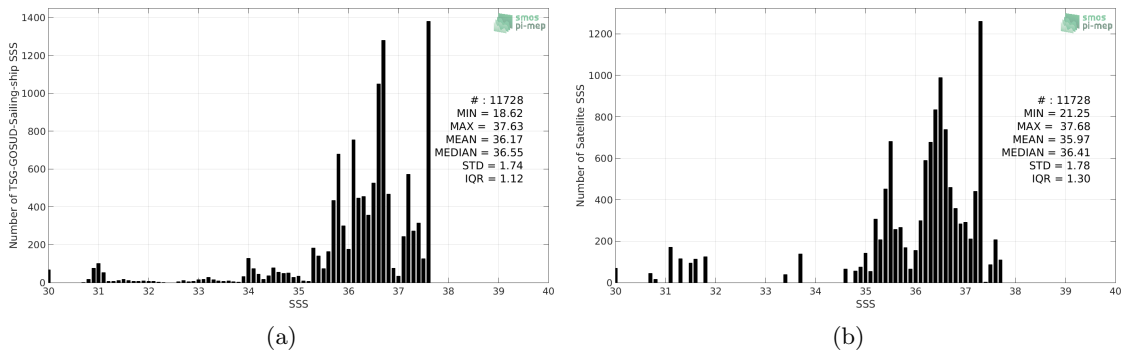 1400
1200
1000
800
600
400
200
0
Number of TSG-GOSUD-Sailing-ship SSS
30 31 32 33 34 35 36 37 38 39 40
SSS
smos
pi-mep
# : 11728
MIN = 18.62
MAX = 37.63
MEAN = 36.17
MEDIAN = 36.55
STD = 1.74
IQR = 1.12
(a)
1200
1000
800
600
400
200
0
Number of Satellite SSS
30 31 32 33 34 35 36 37 38 39 40
SSS
smos
pi-mep
# : 11728
MIN = 21.25
MAX = 37.68
MEAN = 35.97
MEDIAN = 36.41
STD = 1.78
IQR = 1.30
(b)